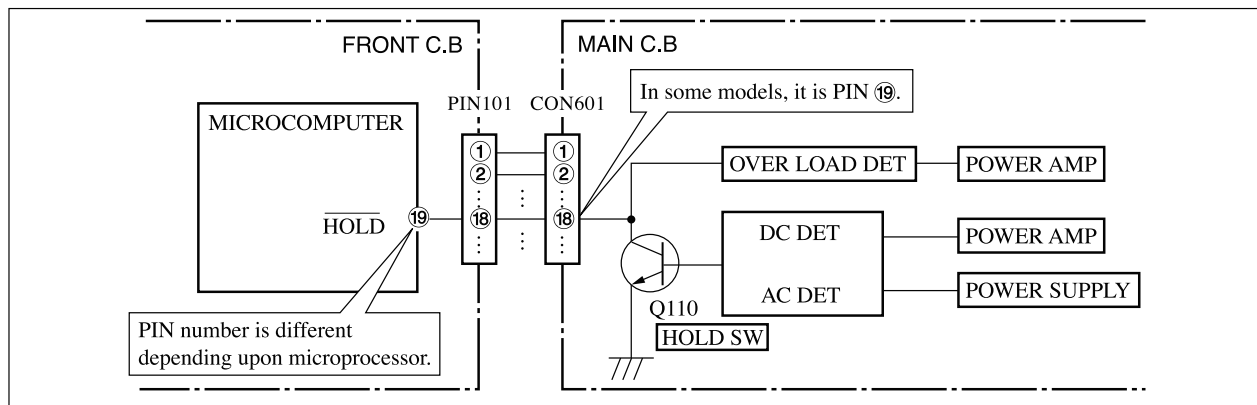 FRONT C.B
MAIN C.B
In some models, it is PIN ⑲.
PIN101 CON601
MICROCOMPUTER
① ①
② ②
HOLD ⑲ ⑱ ⑱
OVER LOAD DET POWER AMP
DC DET POWER AMP
AC DET POWER SUPPLY
Q110
HOLD SW
PIN number is different
depending upon microprocessor.